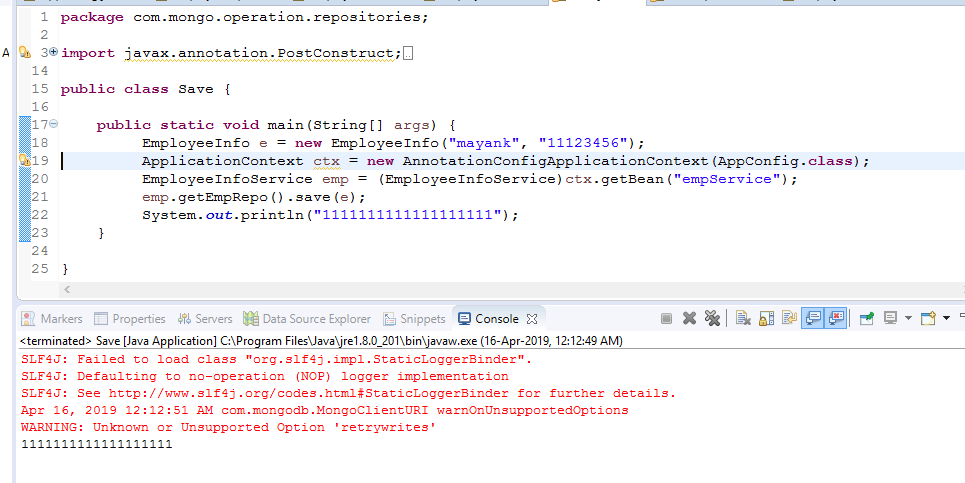 1 package com.mongo.operation.repositories;
2
A 3 import javax.annotation.PostConstruct;
14
15 public class Save {
16
17 public static void main(String[] args) {
18 EmployeeInfo e = new EmployeeInfo("mayank", "11123456");
19 ApplicationContext ctx = new AnnotationConfigApplicationContext(AppConfig.class);
20 EmployeeInfoService emp = (EmployeeInfoService)ctx.getBean("empService");
21 emp.getEmpRepo().save(e);
22 System.out.println("1111111111111111111");
23 }
24
25 }
Markers Properties Servers Data Source Explorer Snippets Console
<terminated> Save [Java Application] C:\Program Files\Java\jre1.8.0_201\bin\javaw.exe (16-Apr-2019, 12:12:49 AM)
SLF4J: Failed to load class "org.slf4j.impl.StaticLoggerBinder".
SLF4J: Defaulting to no-operation (NOP) logger implementation
SLF4J: See http://www.slf4j.org/codes.html#StaticLoggerBinder for further details.
Apr 16, 2019 12:12:51 AM com.mongodb.MongoClientURI warnOnUnsupportedOptions
WARNING: Unknown or Unsupported Option 'retrywrites'
1111111111111111111